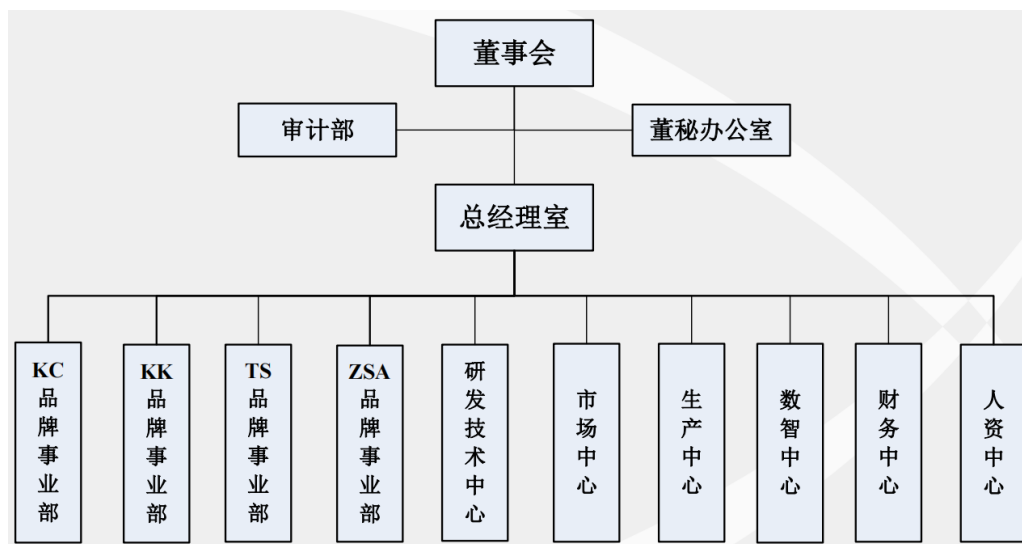 董事会
审计部
董秘办公室
总经理室
KC品牌事业部
KK品牌事业部
TS品牌事业部
ZSA品牌事业部
研发技术中心
市场中心
生产中心
数智中心
财务中心
人资中心